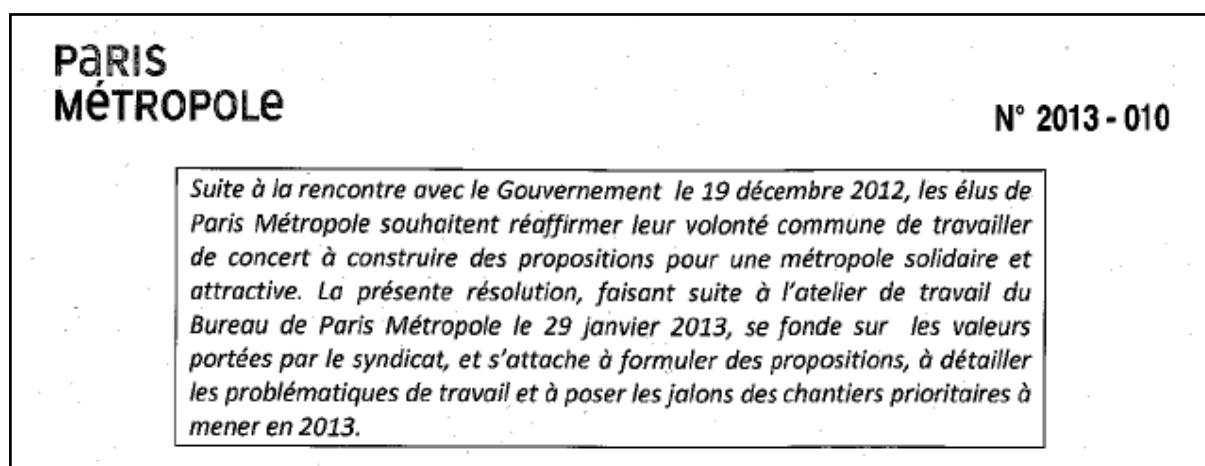 PaRIS
MéTROPOLe
N° 2013 - 010
Suite à la rencontre avec le Gouvernement le 19 décembre 2012, les élus de
Paris Métropole souhaitent réaffirmer leur volonté commune de travailler
de concert à construire des propositions pour une métropole solidaire et
attractive. La présente résolution, faisant suite à l'atelier de travail du
Bureau de Paris Métropole le 29 janvier 2013, se fonde sur les valeurs
portées par le syndicat, et s'attache à formuler des propositions, à détailler
les problématiques de travail et à poser les jalons des chantiers prioritaires à
mener en 2013.